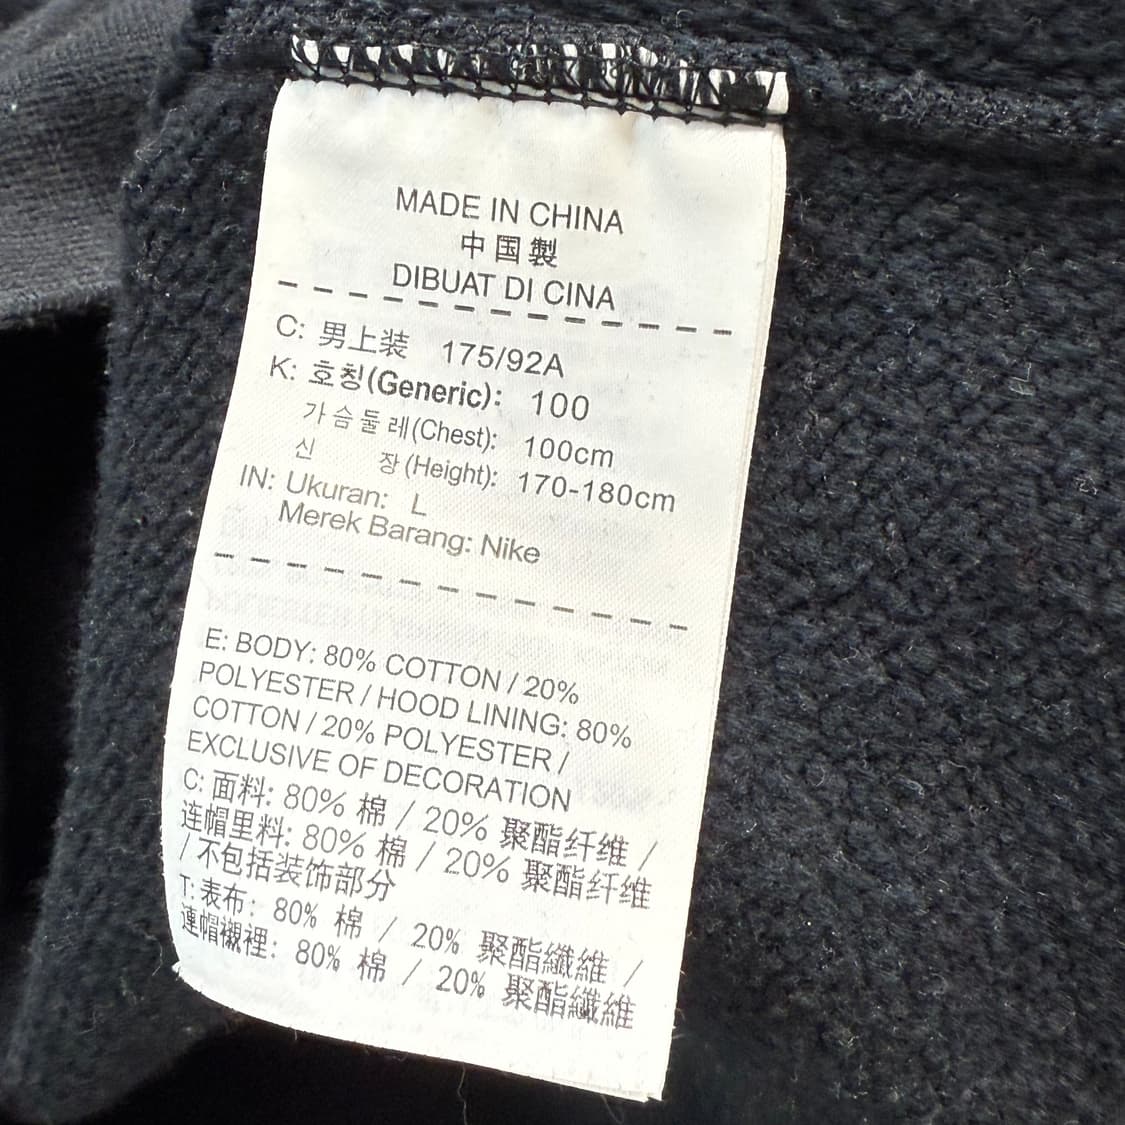 MADE IN CHINA
中国製
DIBUAT DI CINA
C: 男上装 175/92A
K: 호칭(Generic): 100
가슴둘레(Chest): 100cm
신 장(Height): 170-180cm
IN: Ukuran: L
Merek Barang: Nike
E: BODY: 80% COTTON / 20%
POLYESTER / HOOD LINING: 80%
COTTON / 20% POLYESTER /
EXCLUSIVE OF DECORATION
C: 面料: 80% 棉 / 20% 聚酯纤维 /
连帽里料: 80% 棉 / 20% 聚酯纤维
/ 不包括装饰部分
T: 表布: 80% 棉 / 20% 聚酯纖維 /
連帽襯裡: 80% 棉 / 20% 聚酯纖維